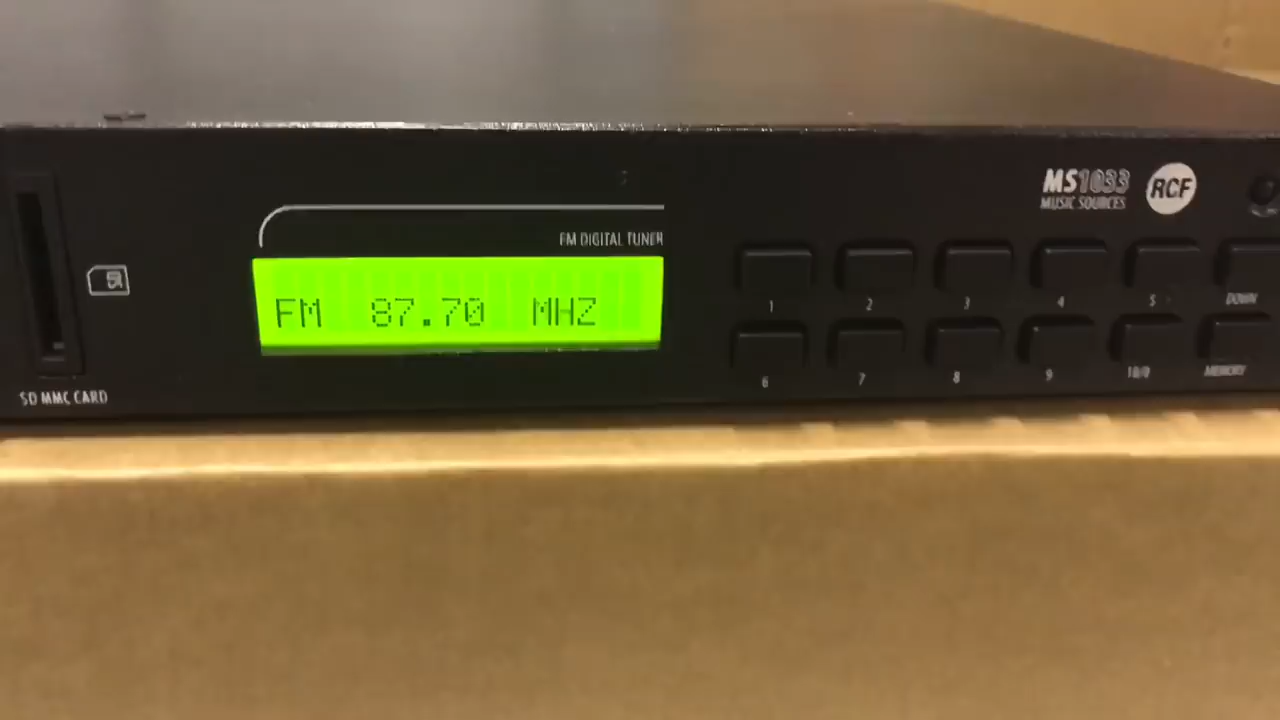 MS1033
MUSIC SOURCES
RCF
FM DIGITAL TUNER
FM 87.70 MHZ
1 2 3 4 5 DOWN
6 7 8 9 10/0 MEMORY
SD MMC CARD